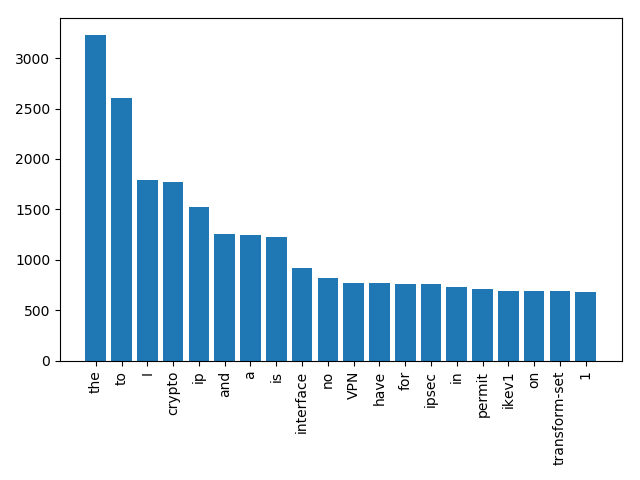 3000
2500
2000
1500
1000
500
0
the
to
I
crypto
ip
and
a
is
interface
no
VPN
have
for
ipsec
in
permit
ikev1
on
transform-set
1